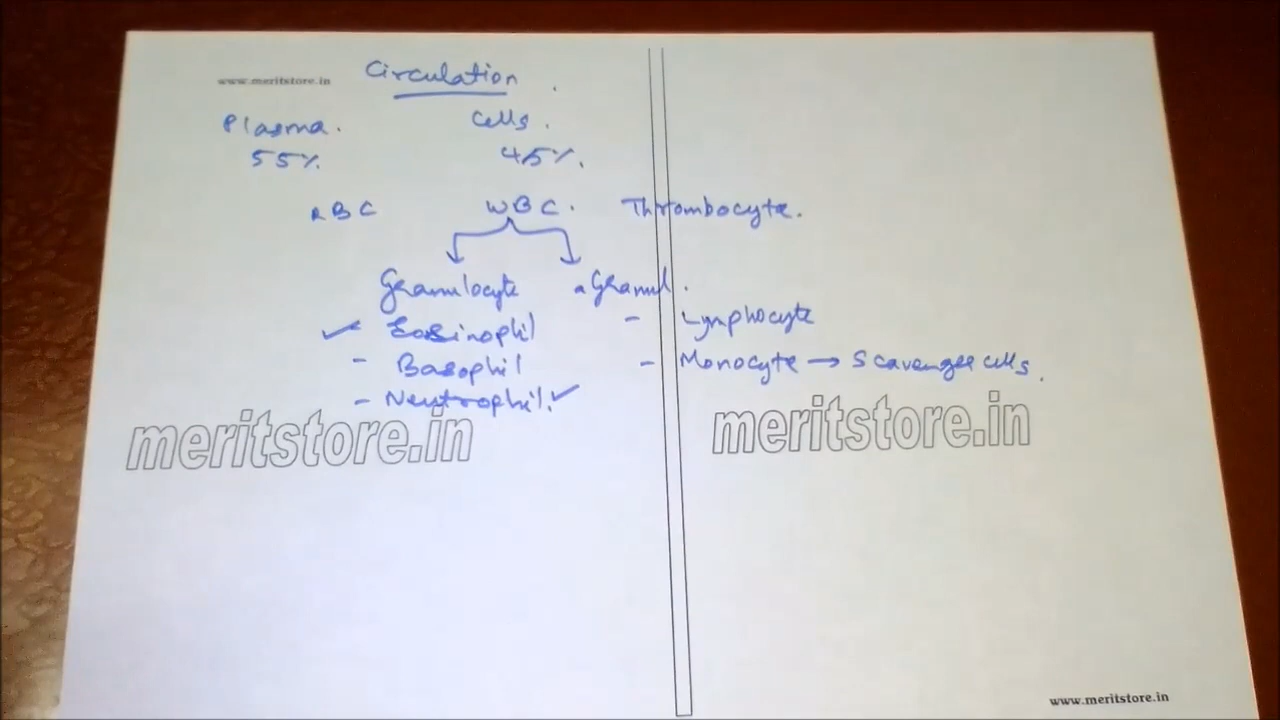 www.meritstore.in
Circulation
Plasma. Cells.
55% 45%.
RBC WBC. Thrombocyte.
Granulocyte aGranul.
Eosinophil - Lymphocyte
- Basophil - Monocyte → Scavenger cells.
- Neutrophil.
meritstore.in meritstore.in
www.meritstore.in